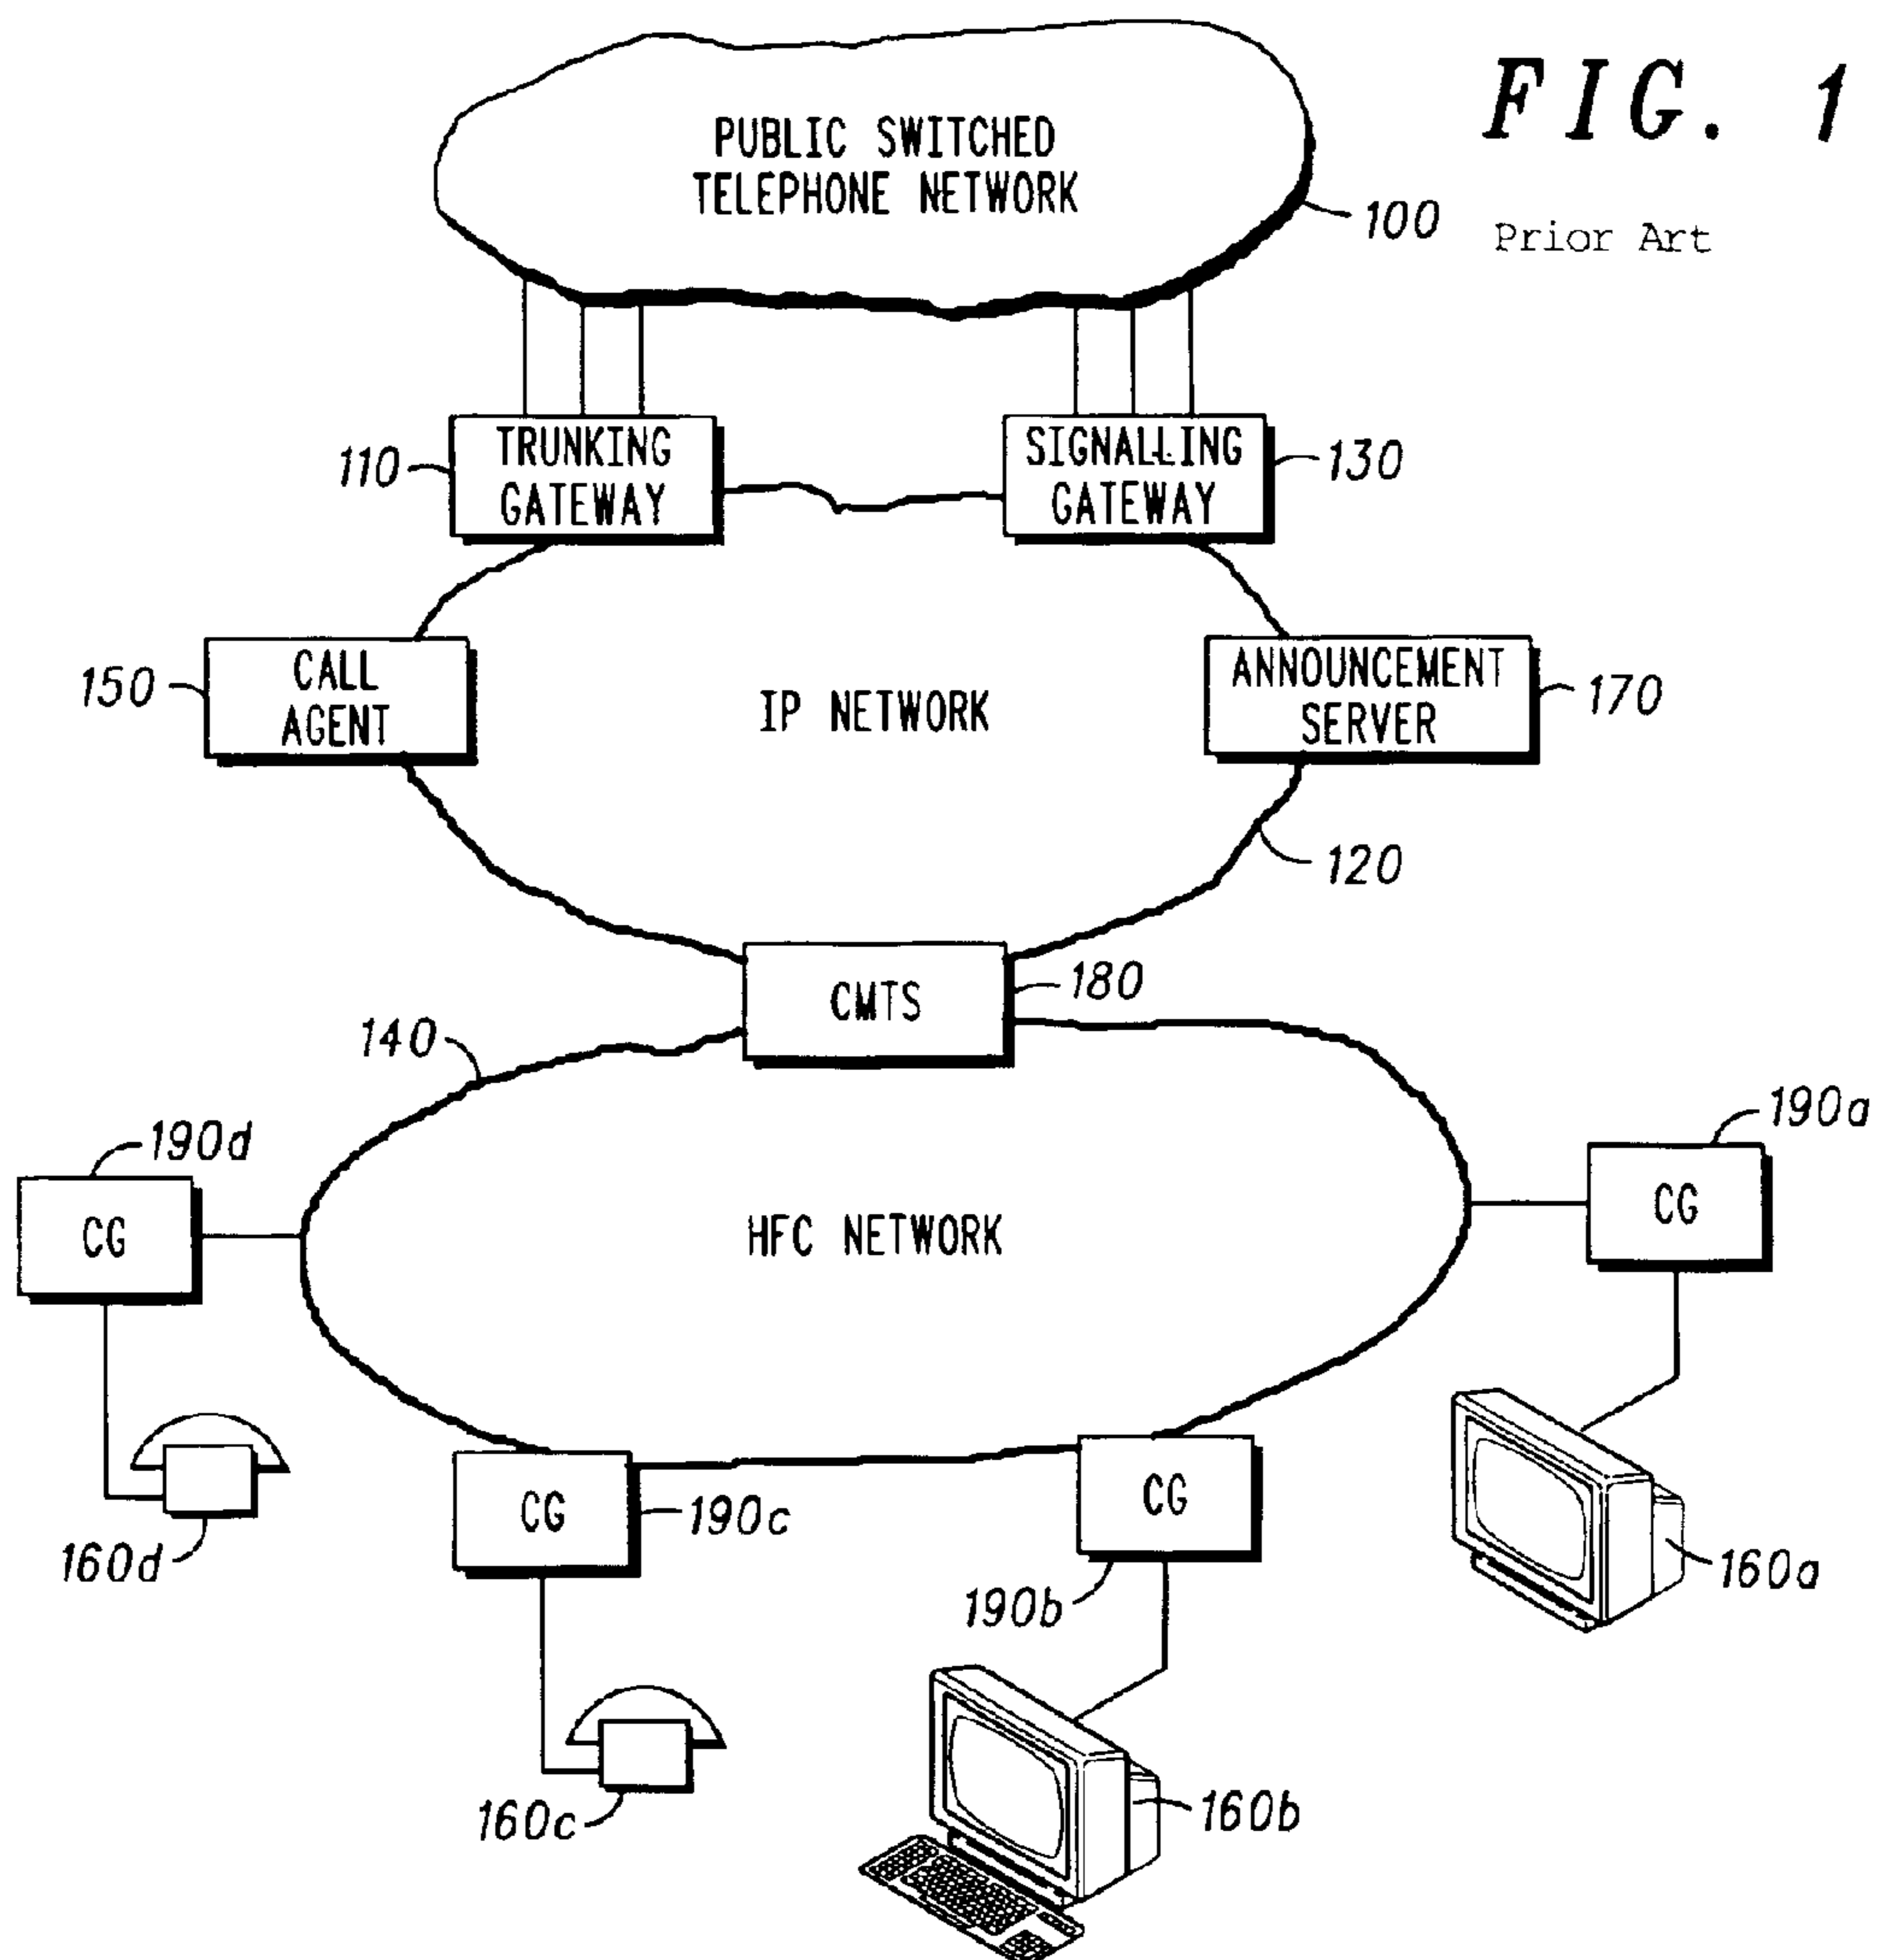 FIG. 1
PUBLIC SWITCHED
TELEPHONE NETWORK
100
Prior Art
110
TRUNKING
GATEWAY
SIGNALLING
GATEWAY
130
150
CALL
AGENT
IP NETWORK
ANNOUNCEMENT
SERVER
170
120
CMTS
180
140
190d
190a
CG
HFC NETWORK
CG
CG
190c
CG
160d
190b
160a
160c
160b